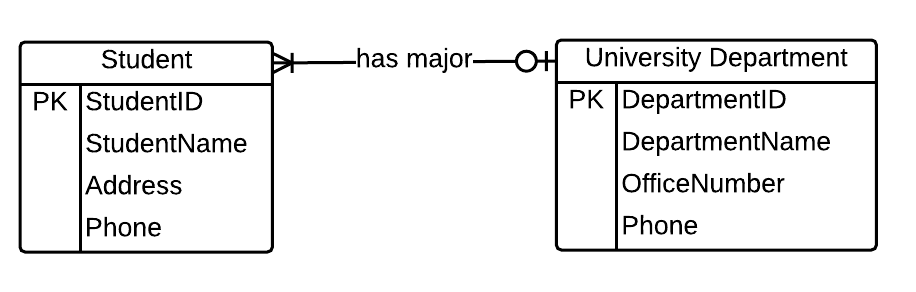 Student
PK StudentID
StudentName
Address
Phone
has major
University Department
PK DepartmentID
DepartmentName
OfficeNumber
Phone